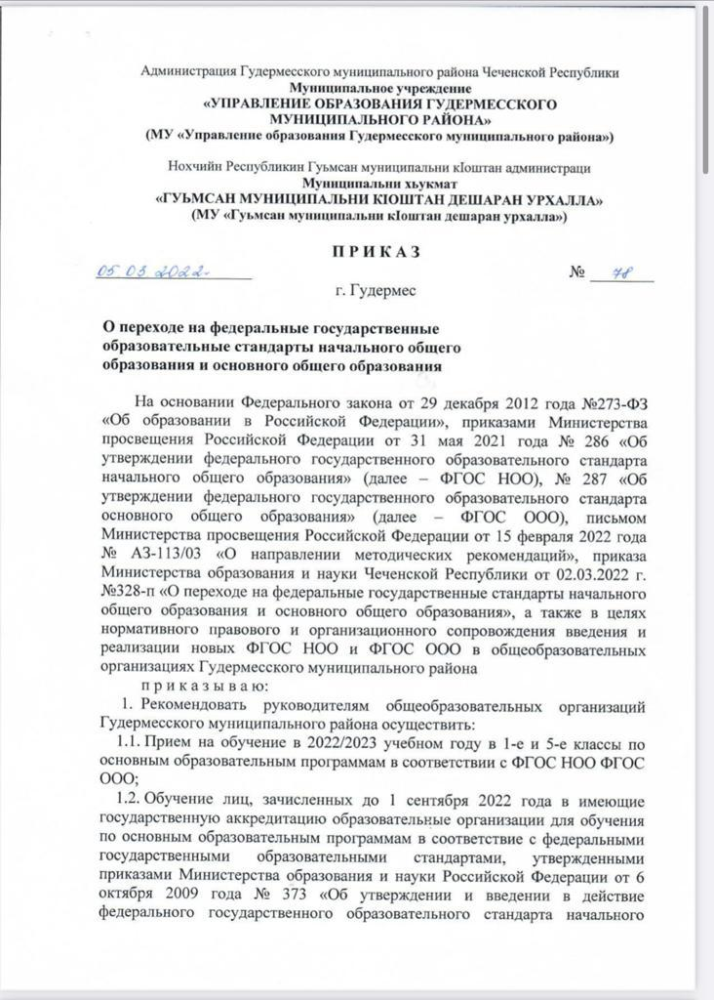 Администрация Гудермесского муниципального района Чеченской Республики
Муниципальное учреждение
«УПРАВЛЕНИЕ ОБРАЗОВАНИЯ ГУДЕРМЕССКОГО
МУНИЦИПАЛЬНОГО РАЙОНА»
(МУ «Управление образования Гудермесского муниципального района»)
Нохчийн Республикин Гуьмсан муниципальни кIоштан администраци
Муниципальни хьукмат
«ГУЬМСАН МУНИЦИПАЛЬНИ КIОШТАН ДЕШАРАН УРХАЛЛА»
(МУ «Гуьмсан муниципальни кIоштан дешаран урхалла»)
П Р И К А З
05.03.2022г. № 78
г. Гудермес
О переходе на федеральные государственные
образовательные стандарты начального общего
образования и основного общего образования
На основании Федерального закона от 29 декабря 2012 года №273-ФЗ
«Об образовании в Российской Федерации», приказами Министерства
просвещения Российской Федерации от 31 мая 2021 года № 286 «Об
утверждении федерального государственного образовательного стандарта
начального общего образования» (далее – ФГОС НОО), № 287 «Об
утверждении федерального государственного образовательного стандарта
основного общего образования» (далее – ФГОС ООО), письмом
Министерства просвещения Российской Федерации от 15 февраля 2022 года
№ АЗ-113/03 «О направлении методических рекомендаций», приказа
Министерства образования и науки Чеченской Республики от 02.03.2022 г.
№328-п «О переходе на федеральные государственные стандарты начального
общего образования и основного общего образования», а также в целях
нормативного правового и организационного сопровождения введения и
реализации новых ФГОС НОО и ФГОС ООО в общеобразовательных
организациях Гудермесского муниципального района
п р и к а з ы в а ю:
1. Рекомендовать руководителям общеобразовательных организаций
Гудермесского муниципального района осуществить:
1.1. Прием на обучение в 2022/2023 учебном году в 1-е и 5-е классы по
основным образовательным программам в соответствии с ФГОС НОО ФГОС
ООО;
1.2. Обучение лиц, зачисленных до 1 сентября 2022 года в имеющие
государственную аккредитацию образовательные организации для обучения
по основным образовательным программам в соответствие с федеральными
государственными образовательными стандартами, утвержденными
приказами Министерства образования и науки Российской Федерации от 6
октября 2009 года № 373 «Об утверждении и введении в действие
федерального государственного образовательного стандарта начального